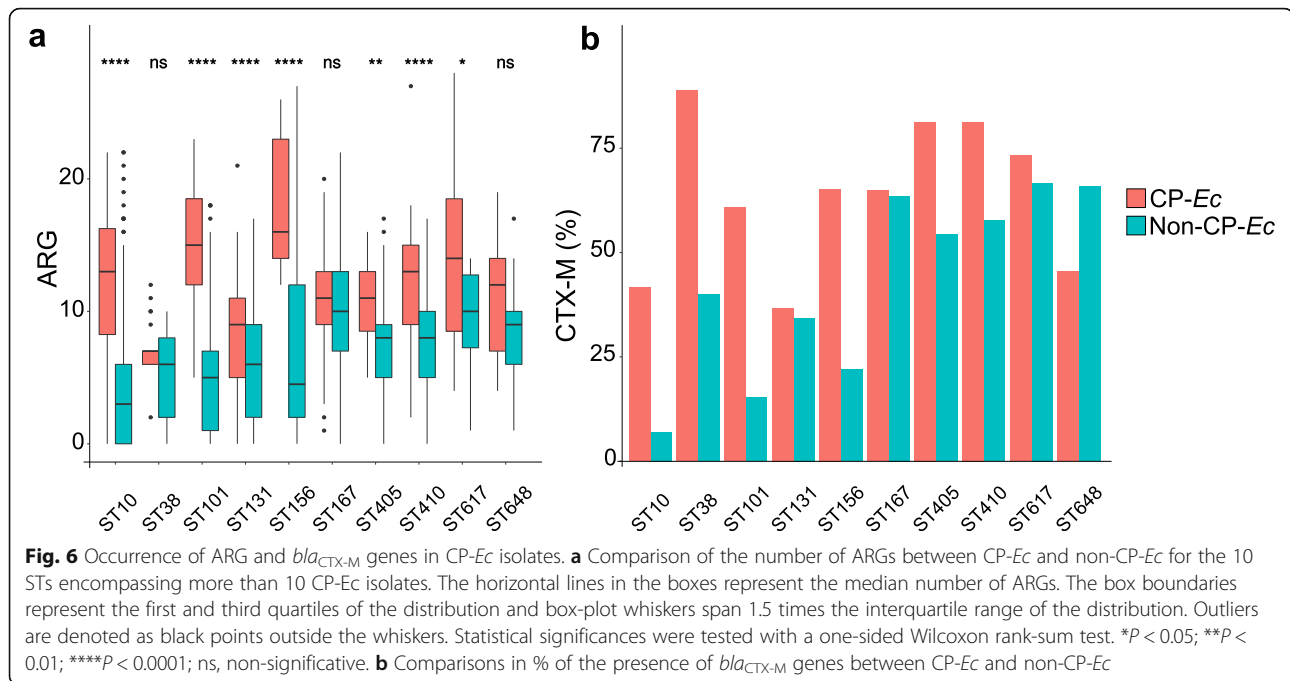 a
b
**** ns **** **** **** ns ** **** * ns
ARG
20
10
0
ST10 ST38 ST101 ST131 ST156 ST167 ST405 ST410 ST617 ST648
CTX-M (%)
75
50
25
0
ST10 ST38 ST101 ST131 ST156 ST167 ST405 ST410 ST617 ST648
CP-Ec
Non-CP-Ec
Fig. 6 Occurrence of ARG and blaCTX-M genes in CP-Ec isolates. a Comparison of the number of ARGs between CP-Ec and non-CP-Ec for the 10
STs encompassing more than 10 CP-Ec isolates. The horizontal lines in the boxes represent the median number of ARGs. The box boundaries
represent the first and third quartiles of the distribution and box-plot whiskers span 1.5 times the interquartile range of the distribution. Outliers
are denoted as black points outside the whiskers. Statistical significances were tested with a one-sided Wilcoxon rank-sum test. *P < 0.05; **P <
0.01; ****P < 0.0001; ns, non-significative. b Comparisons in % of the presence of blaCTX-M genes between CP-Ec and non-CP-Ec